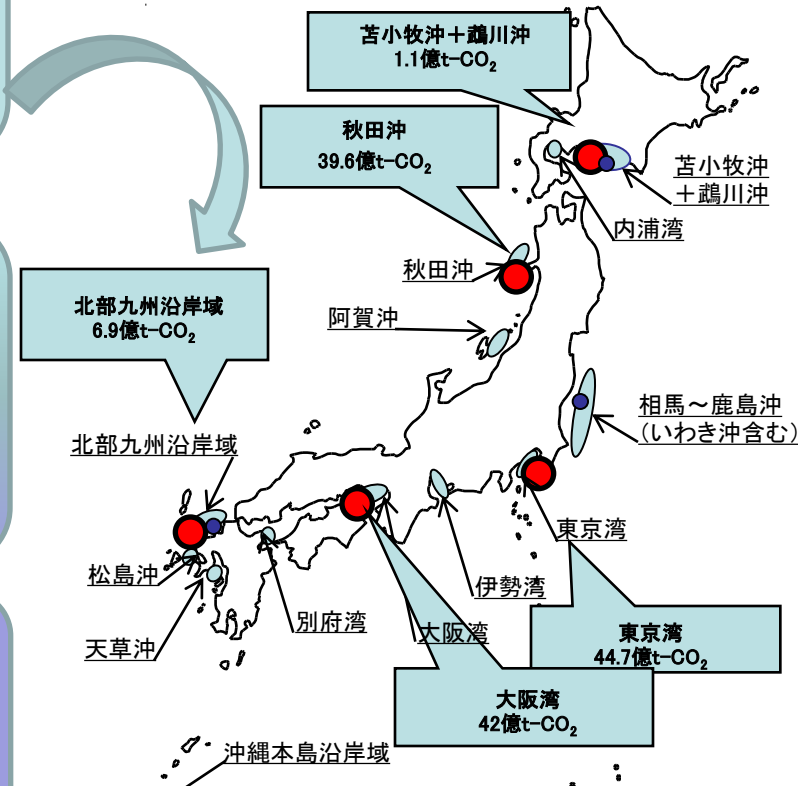 苫小牧沖＋鵡川沖
1.1億t-CO₂
秋田沖
39.6億t-CO₂
苫小牧沖
＋鵡川沖
内浦湾
秋田沖
阿賀沖
北部九州沿岸域
6.9億t-CO₂
相馬～鹿島沖
（いわき沖含む）
北部九州沿岸域
東京湾
松島沖
伊勢湾
別府湾
大阪湾
天草沖
東京湾
44.7億t-CO₂
大阪湾
42億t-CO₂
沖縄本島沿岸域